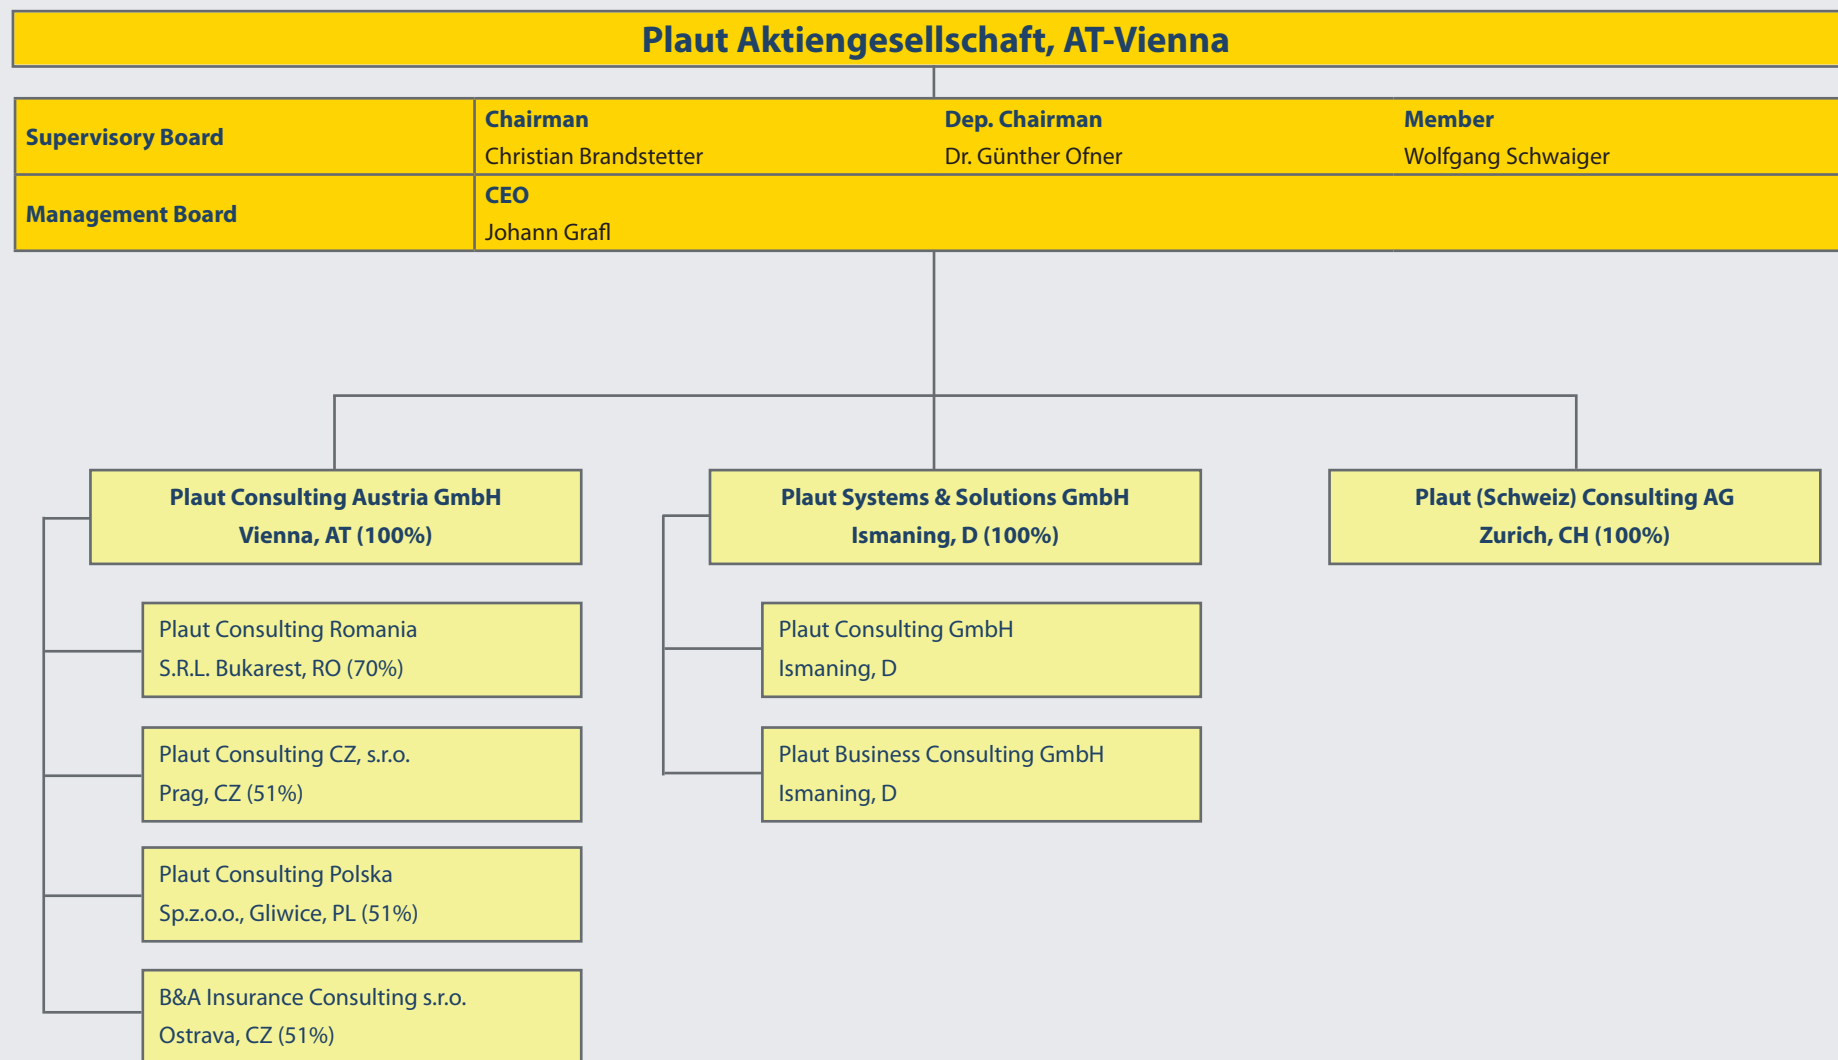 Plaut Aktiengesellschaft, AT-Vienna
Supervisory Board
Chairman
Christian Brandstetter
Dep. Chairman
Dr. Günther Ofner
Member
Wolfgang Schwaiger
Management Board
CEO
Johann Grafl
Plaut Consulting Austria GmbH
Vienna, AT (100%)
Plaut Consulting Romania
S.R.L. Bukarest, RO (70%)
Plaut Consulting CZ, s.r.o.
Prag, CZ (51%)
Plaut Consulting Polska
Sp.z.o.o., Gliwice, PL (51%)
B&A Insurance Consulting s.r.o.
Ostrava, CZ (51%)
Plaut Systems & Solutions GmbH
Ismaning, D (100%)
Plaut Consulting GmbH
Ismaning, D
Plaut Business Consulting GmbH
Ismaning, D
Plaut (Schweiz) Consulting AG
Zurich, CH (100%)